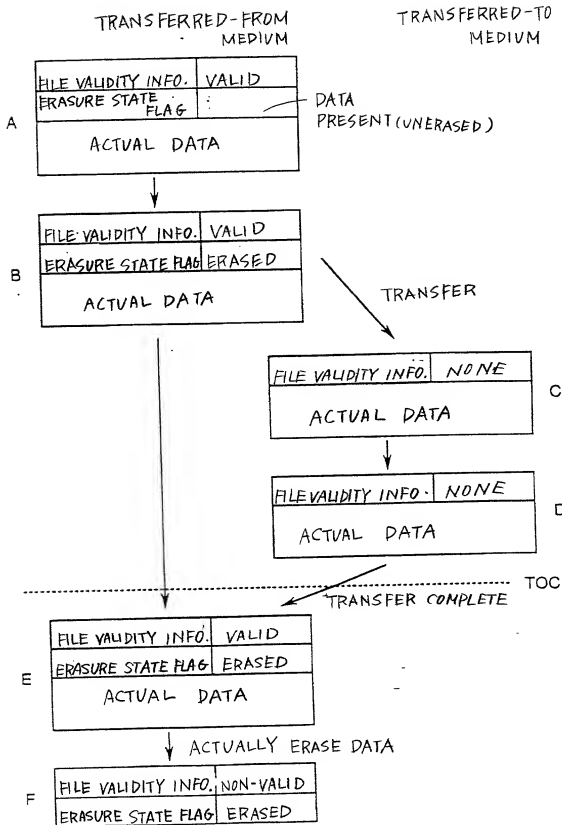 TRANSFERRED-FROM MEDIUM
TRANSFERRED-TO MEDIUM
A
FILE VALIDITY INFO. VALID
ERASURE STATE FLAG :
DATA PRESENT (UNERASED)
ACTUAL DATA
B
FILE VALIDITY INFO. VALID
ERASURE STATE FLAG ERASED
ACTUAL DATA
TRANSFER
FILE VALIDITY INFO. NONE
ACTUAL DATA
C
FILE VALIDITY INFO. NONE
ACTUAL DATA
D
TOC
TRANSFER COMPLETE
E
FILE VALIDITY INFO. VALID
ERASURE STATE FLAG ERASED
ACTUAL DATA
ACTUALLY ERASE DATA
F
FILE VALIDITY INFO. NON-VALID
ERASURE STATE FLAG ERASED